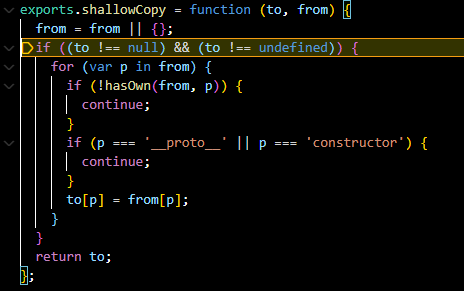 exports.shallowCopy = function (to, from) {
  from = from || {};
  if ((to !== null) && (to !== undefined)) {
    for (var p in from) {
      if (!hasOwn(from, p)) {
        continue;
      }
      if (p === '__proto__' || p === 'constructor') {
        continue;
      }
      to[p] = from[p];
    }
  }
  return to;
};